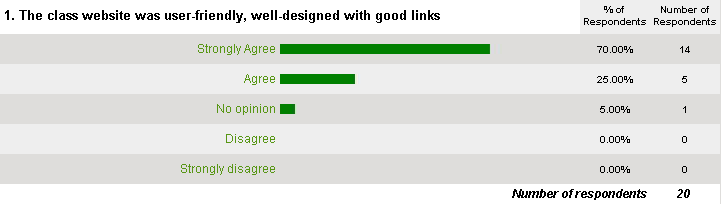 1. The class website was user-friendly, well-designed with good links
% of Respondents
Number of Respondents
Strongly Agree 70.00% 14
Agree 25.00% 5
No opinion 5.00% 1
Disagree 0.00% 0
Strongly disagree 0.00% 0
Number of respondents 20